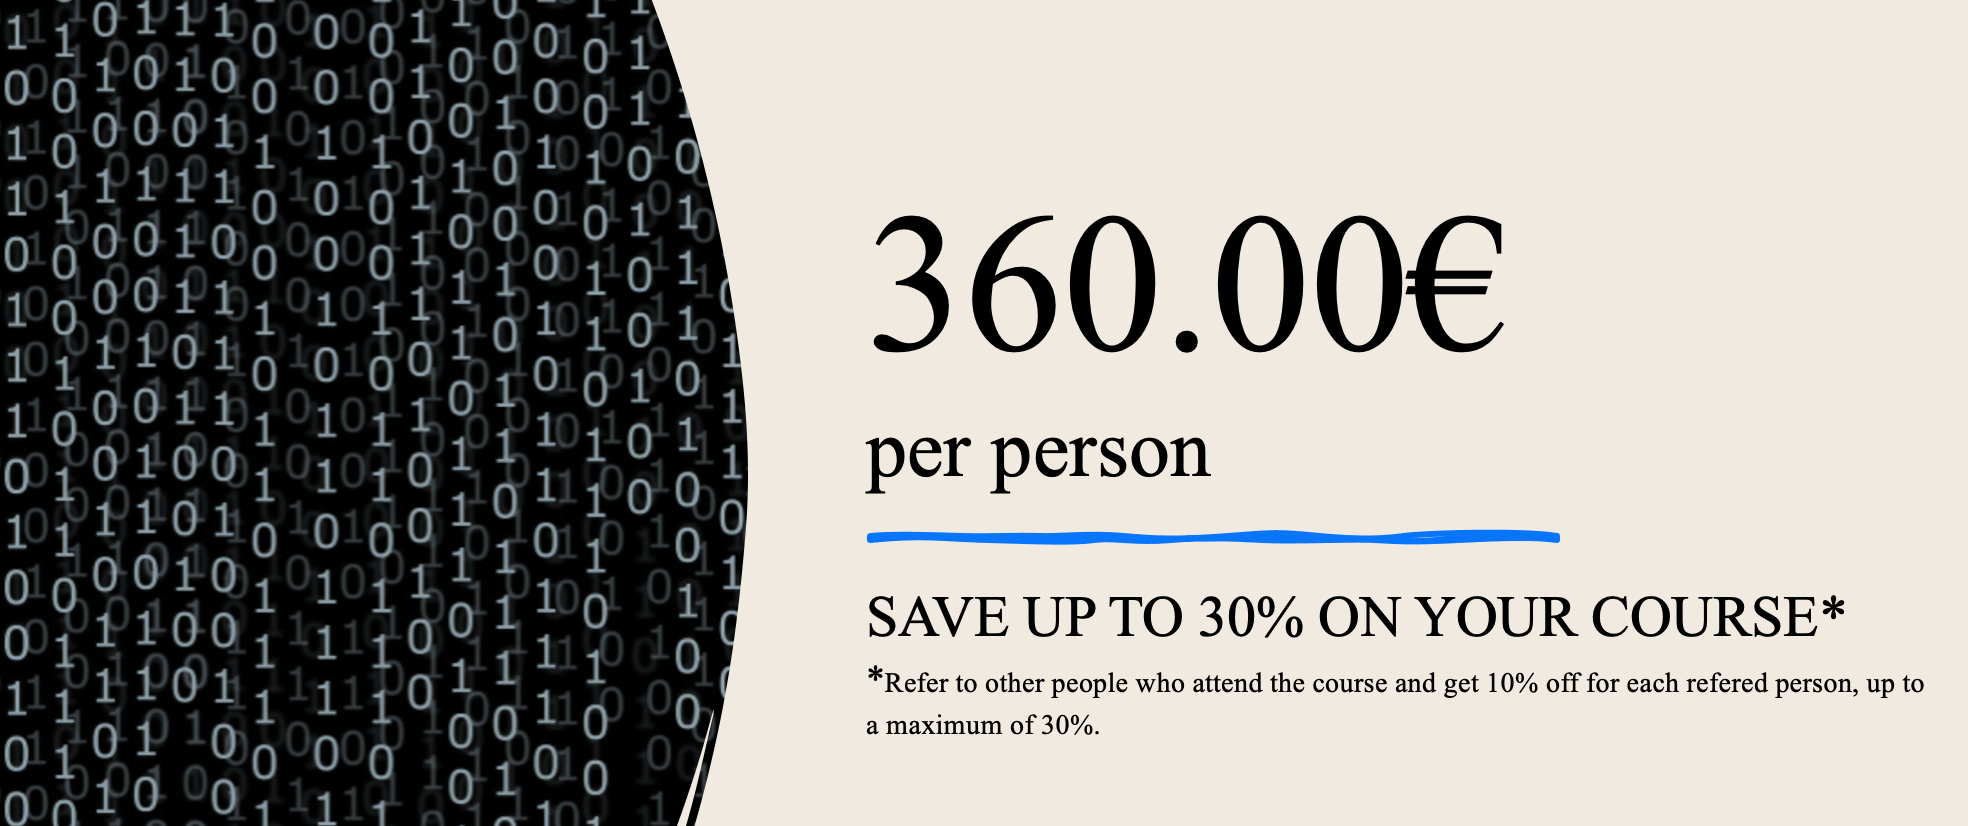 360.00€
per person
SAVE UP TO 30% ON YOUR COURSE*
*Refer to other people who attend the course and get 10% off for each refered person, up to
a maximum of 30%.